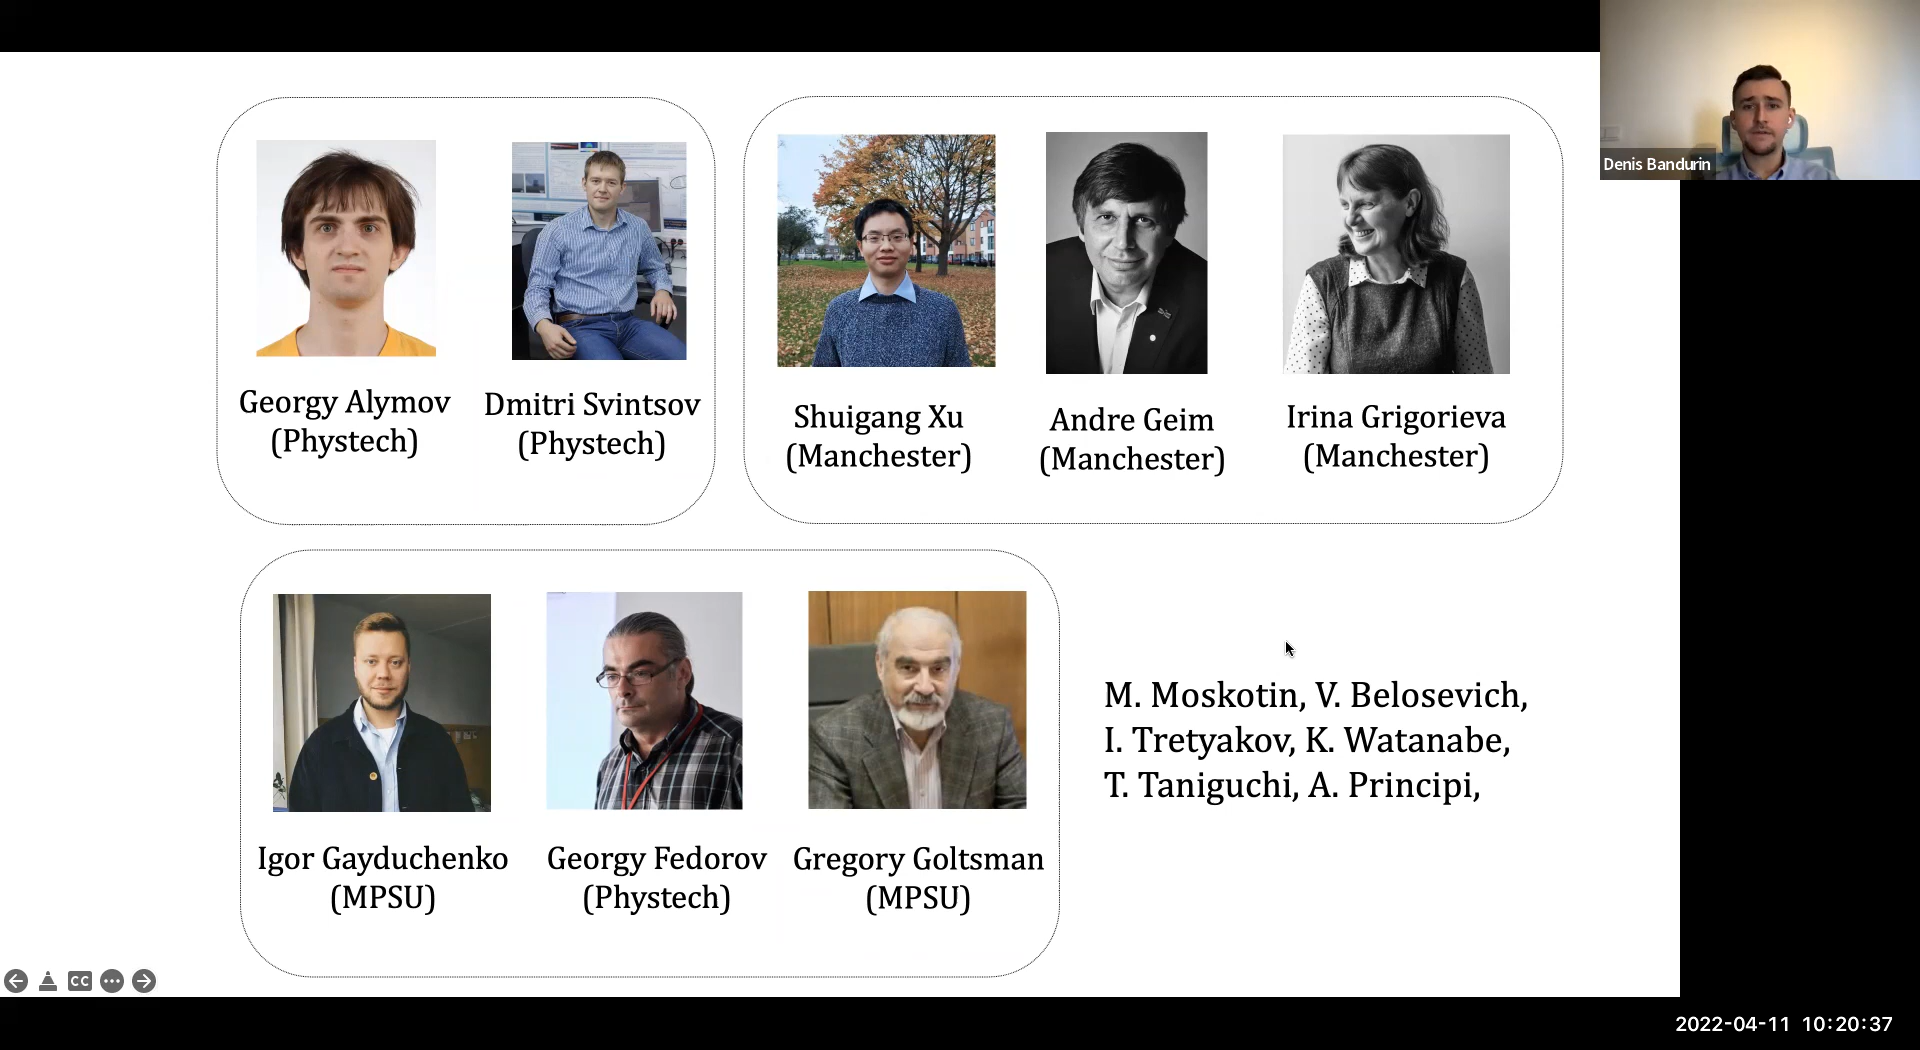 Denis Bandurin
Georgy Alymov
(Phystech)
Dmitri Svintsov
(Phystech)
Shuigang Xu
(Manchester)
Andre Geim
(Manchester)
Irina Grigorieva
(Manchester)
Igor Gayduchenko
(MPSU)
Georgy Fedorov
(Phystech)
Gregory Goltsman
(MPSU)
M. Moskotin, V. Belosevich,
I. Tretyakov, K. Watanabe,
T. Taniguchi, A. Principi,
CC
2022-04-11 10:20:37